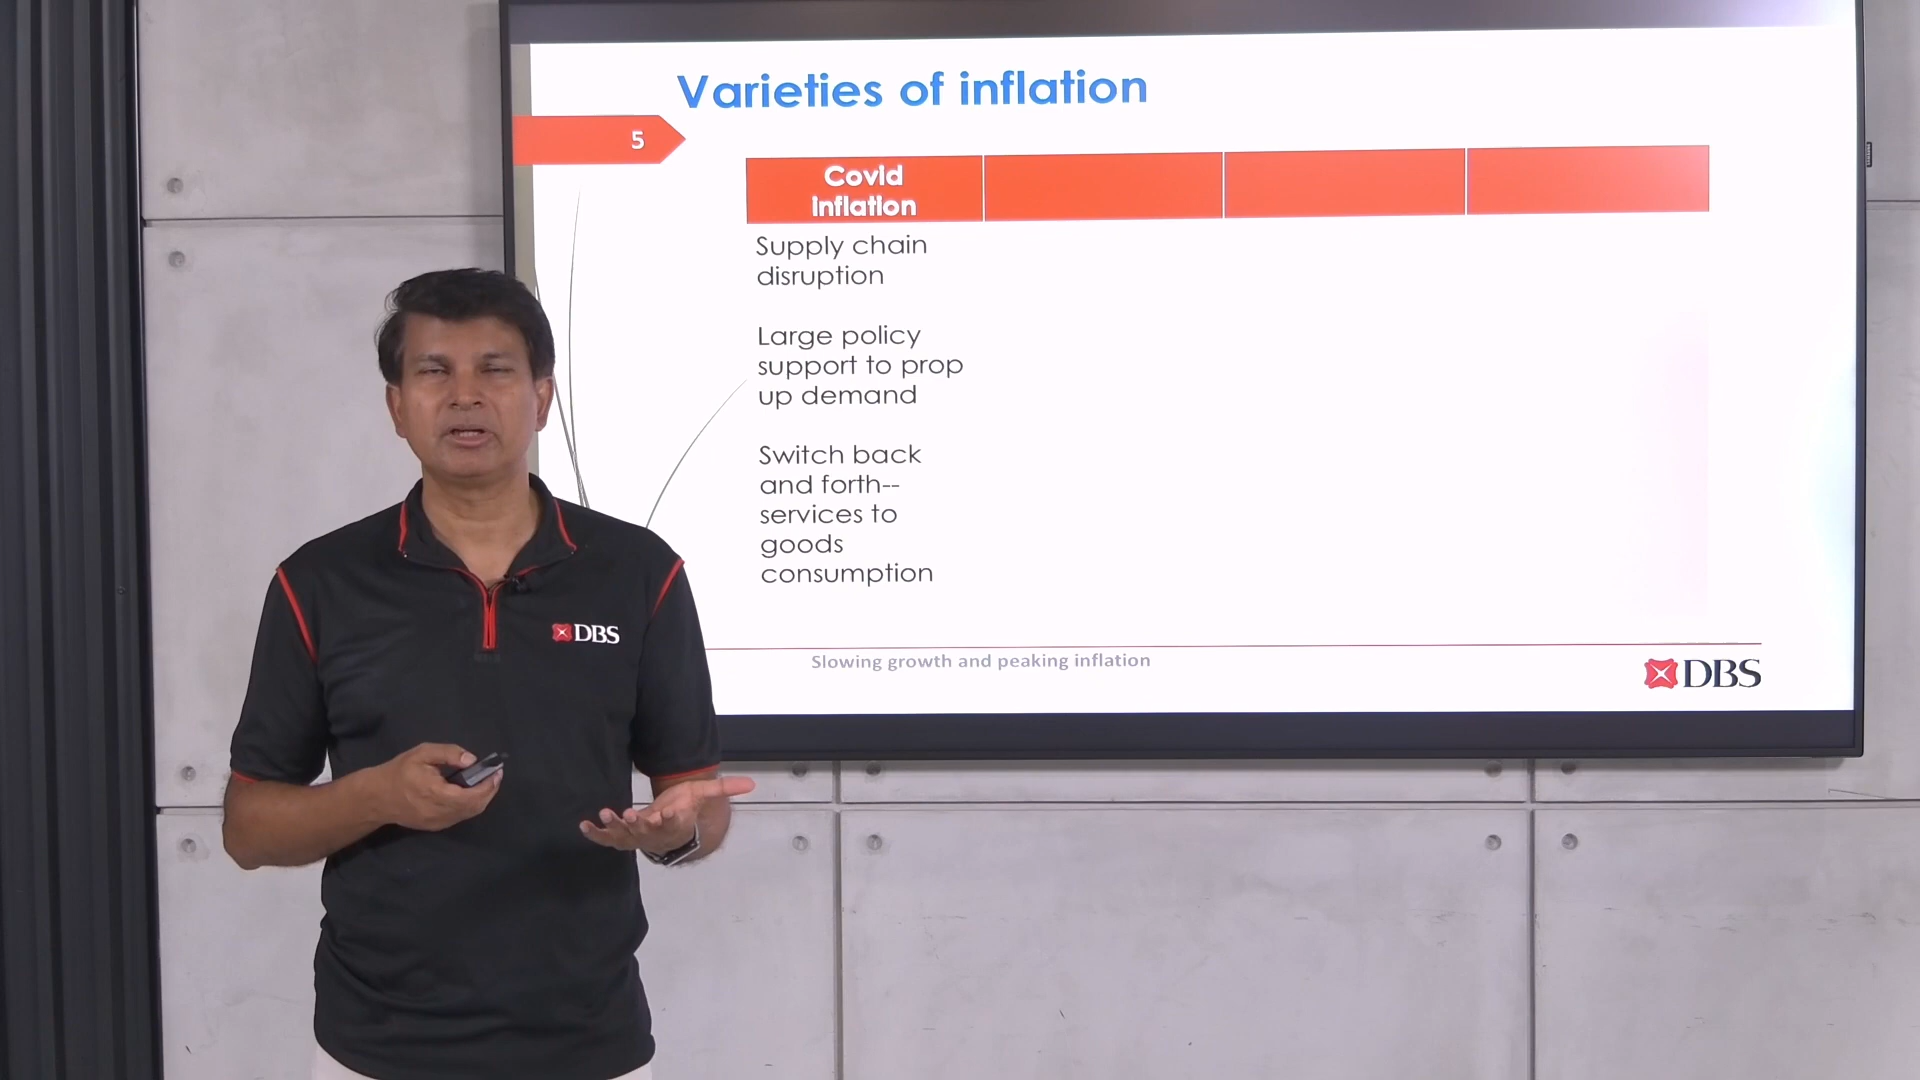 Varieties of inflation
5
Covid
inflation
Supply chain
disruption
Large policy
support to prop
up demand
Switch back
and forth--
services to
goods
consumption
DBS
Slowing growth and peaking inflation
DBS